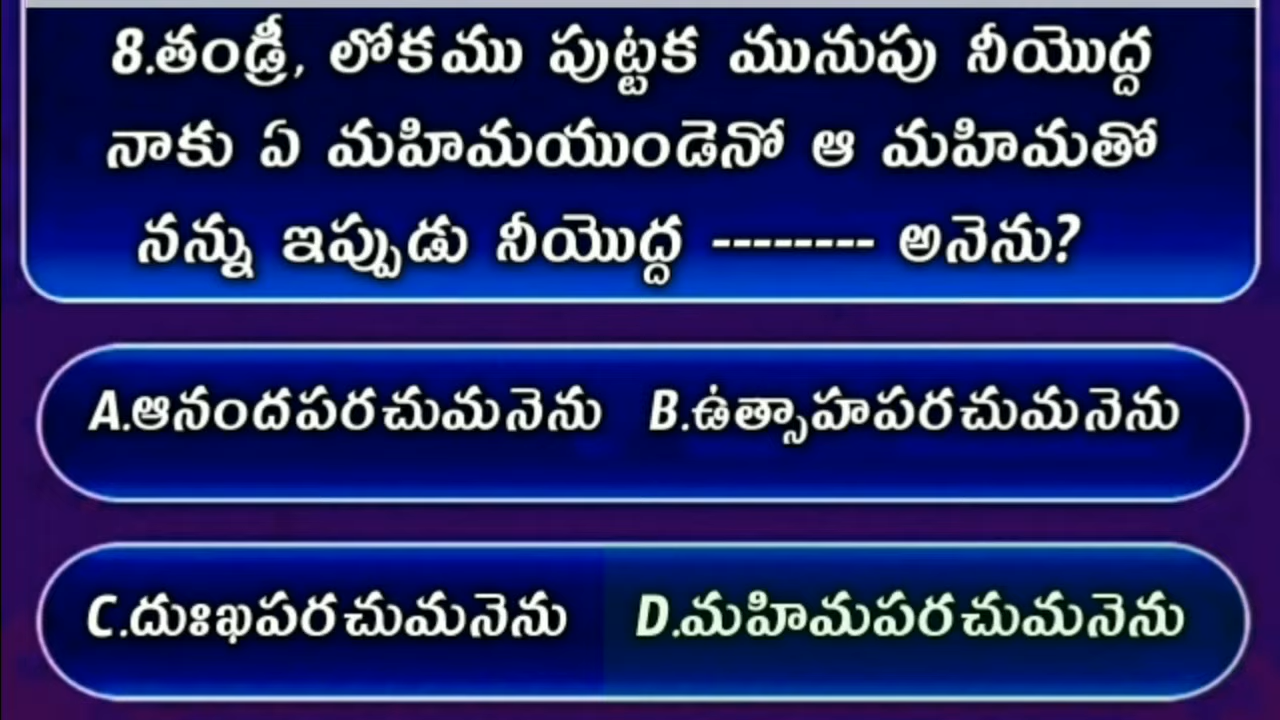 8.తండ్రీ, లోకము పుట్టక మునుపు నీయొద్ద
నాకు ఏ మహిమయుండెనో ఆ మహిమతో
నన్ను ఇప్పుడు నీయొద్ద -------- అనెను?
A.ఆనందపరచుమనెను B.ఉత్సాహపరచుమనెను
C.దుఃఖపరచుమనెను D.మహిమపరచుమనెను